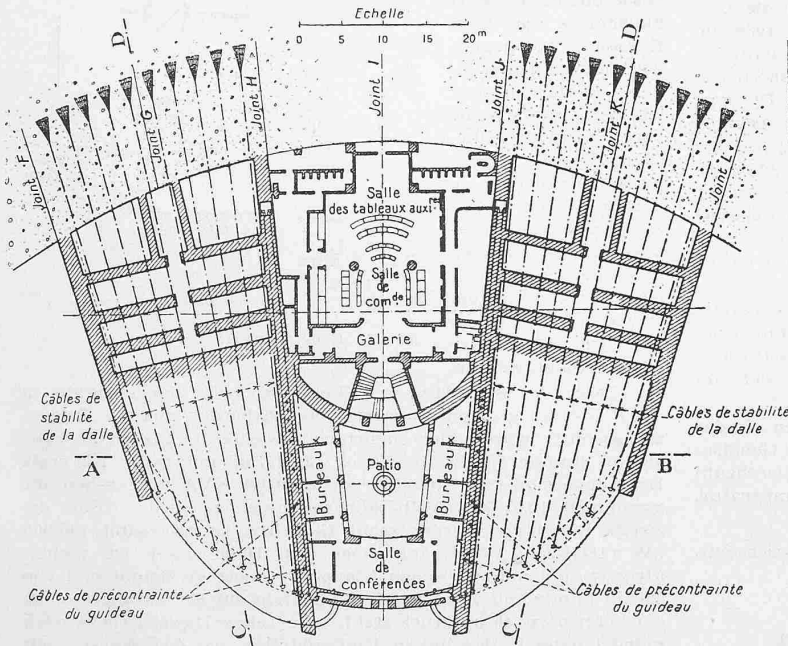 Echelle
0 5 10 15 20 m
D
D
Joint F
Joint G
Joint H
Joint I
Joint J
Joint K
Joint L
Salle
des tableaux auxres
Salle
de
comde
Galerie
Câbles de
stabilité
de la dalle
Câbles de stabilité
de la dalle
A
B
Bureaux
Patio
Bureaux
Salle
de
conférences
Câbles de précontrainte
du guideau
Câbles de précontrainte
du guideau
C
C